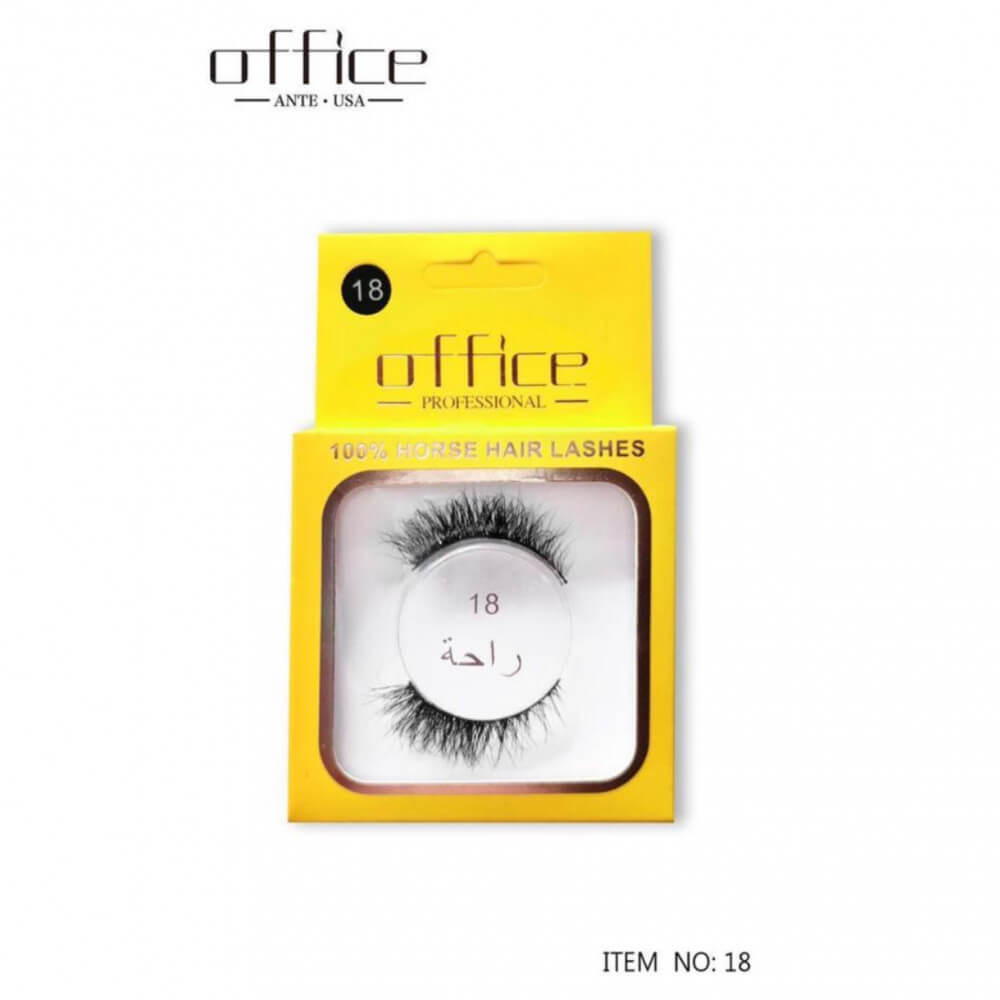 office
ANTE • USA
18
office
PROFESSIONAL
100% HORSE HAIR LASHES
18
راحة
ITEM NO: 18